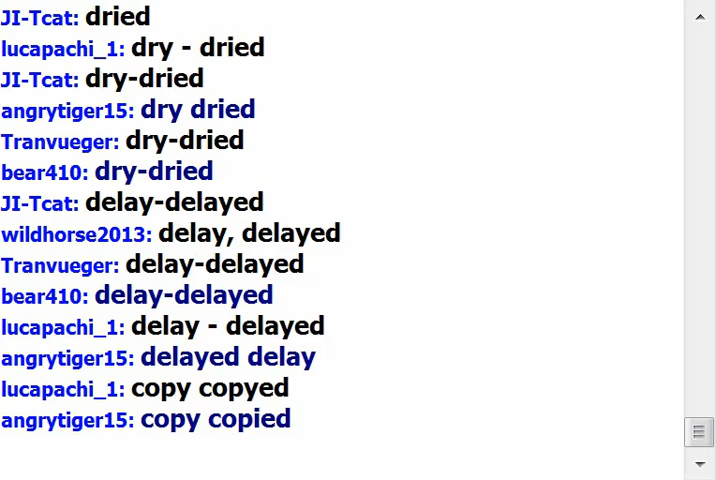 JI-Tcat: dried
lucapachi_1: dry - dried
JI-Tcat: dry-dried
angrytiger15: dry dried
Tranvueger: dry-dried
bear410: dry-dried
JI-Tcat: delay-delayed
wildhorse2013: delay, delayed
Tranvueger: delay-delayed
bear410: delay-delayed
lucapachi_1: delay - delayed
angrytiger15: delayed delay
lucapachi_1: copy copyed
angrytiger15: copy copied